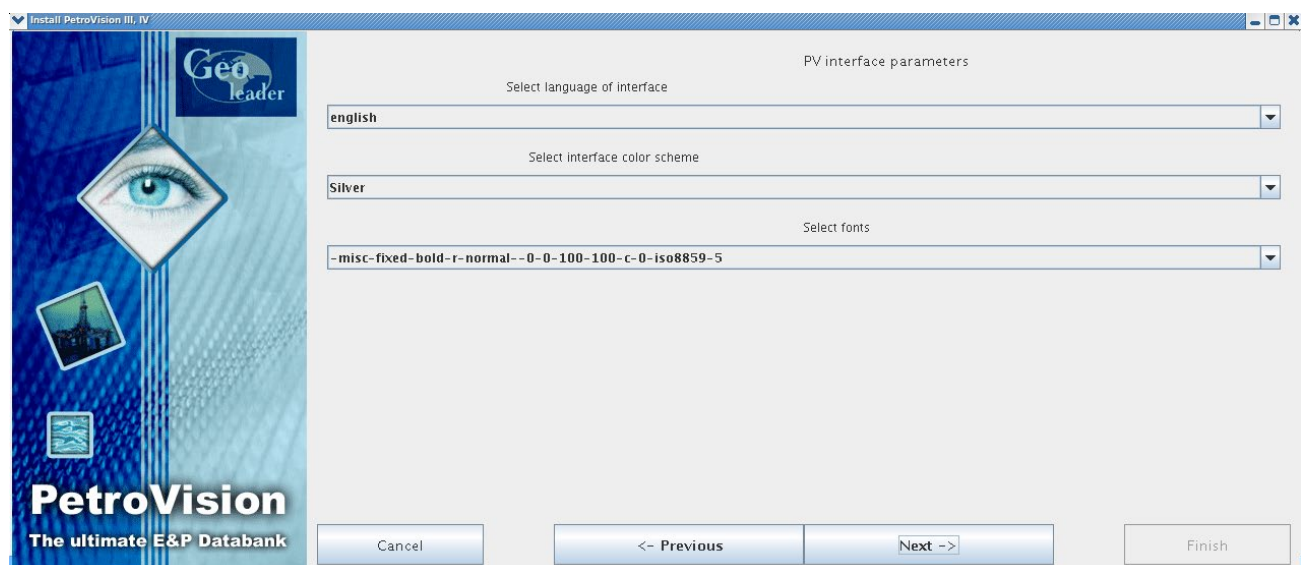 Install PetroVision III, IV
Geo
leader
PV interface parameters
Select language of interface
english
Select interface color scheme
Silver
Select fonts
-misc-fixed-bold-r-normal--0-0-100-100-c-0-iso8859-5
PetroVision
The ultimate E&P Databank
Cancel
<- Previous
Next ->
Finish